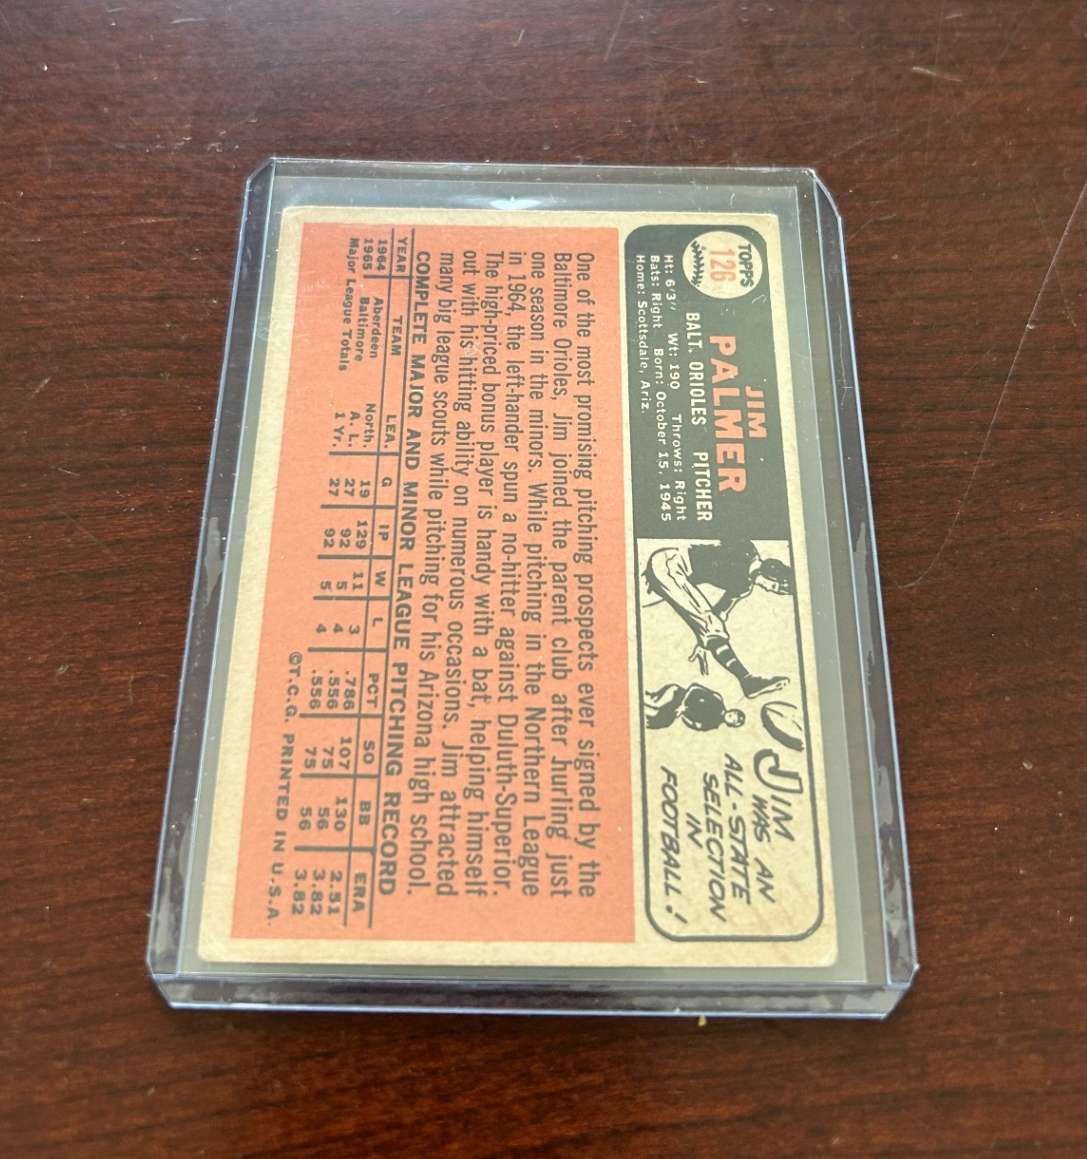 TOPPS
126
JIM
PALMER
BALT. ORIOLES PITCHER
Ht: 6'3" Wt: 190 Throws: Right
Bats: Right Born: October 15, 1945
Home: Scottsdale, Ariz.
JIM
WAS AN
ALL-STATE
SELECTION
IN
FOOTBALL!
One of the most promising pitching prospects ever signed by the
Baltimore Orioles, Jim joined the parent club after hurling just
one season in the minors. While pitching in the Northern League
in 1964, the left-hander spun a no-hitter against Duluth-Superior.
The high-priced bonus player is handy with a bat, helping himself
out with his hitting ability on numerous occasions. Jim attracted
many big league scouts while pitching for his Arizona high school.
COMPLETE MAJOR AND MINOR LEAGUE PITCHING RECORD
YEAR TEAM LEA. G IP W L PCT SO BB ERA
1964 Aberdeen North. 19 129 11 3 .786 107 130 2.51
1965 Baltimore A. L. 27 92 5 4 .556 75 56 3.82
Major League Totals 1 Yr. 27 92 5 4 .556 75 56 3.82
©T.C.G. PRINTED IN U.S.A.